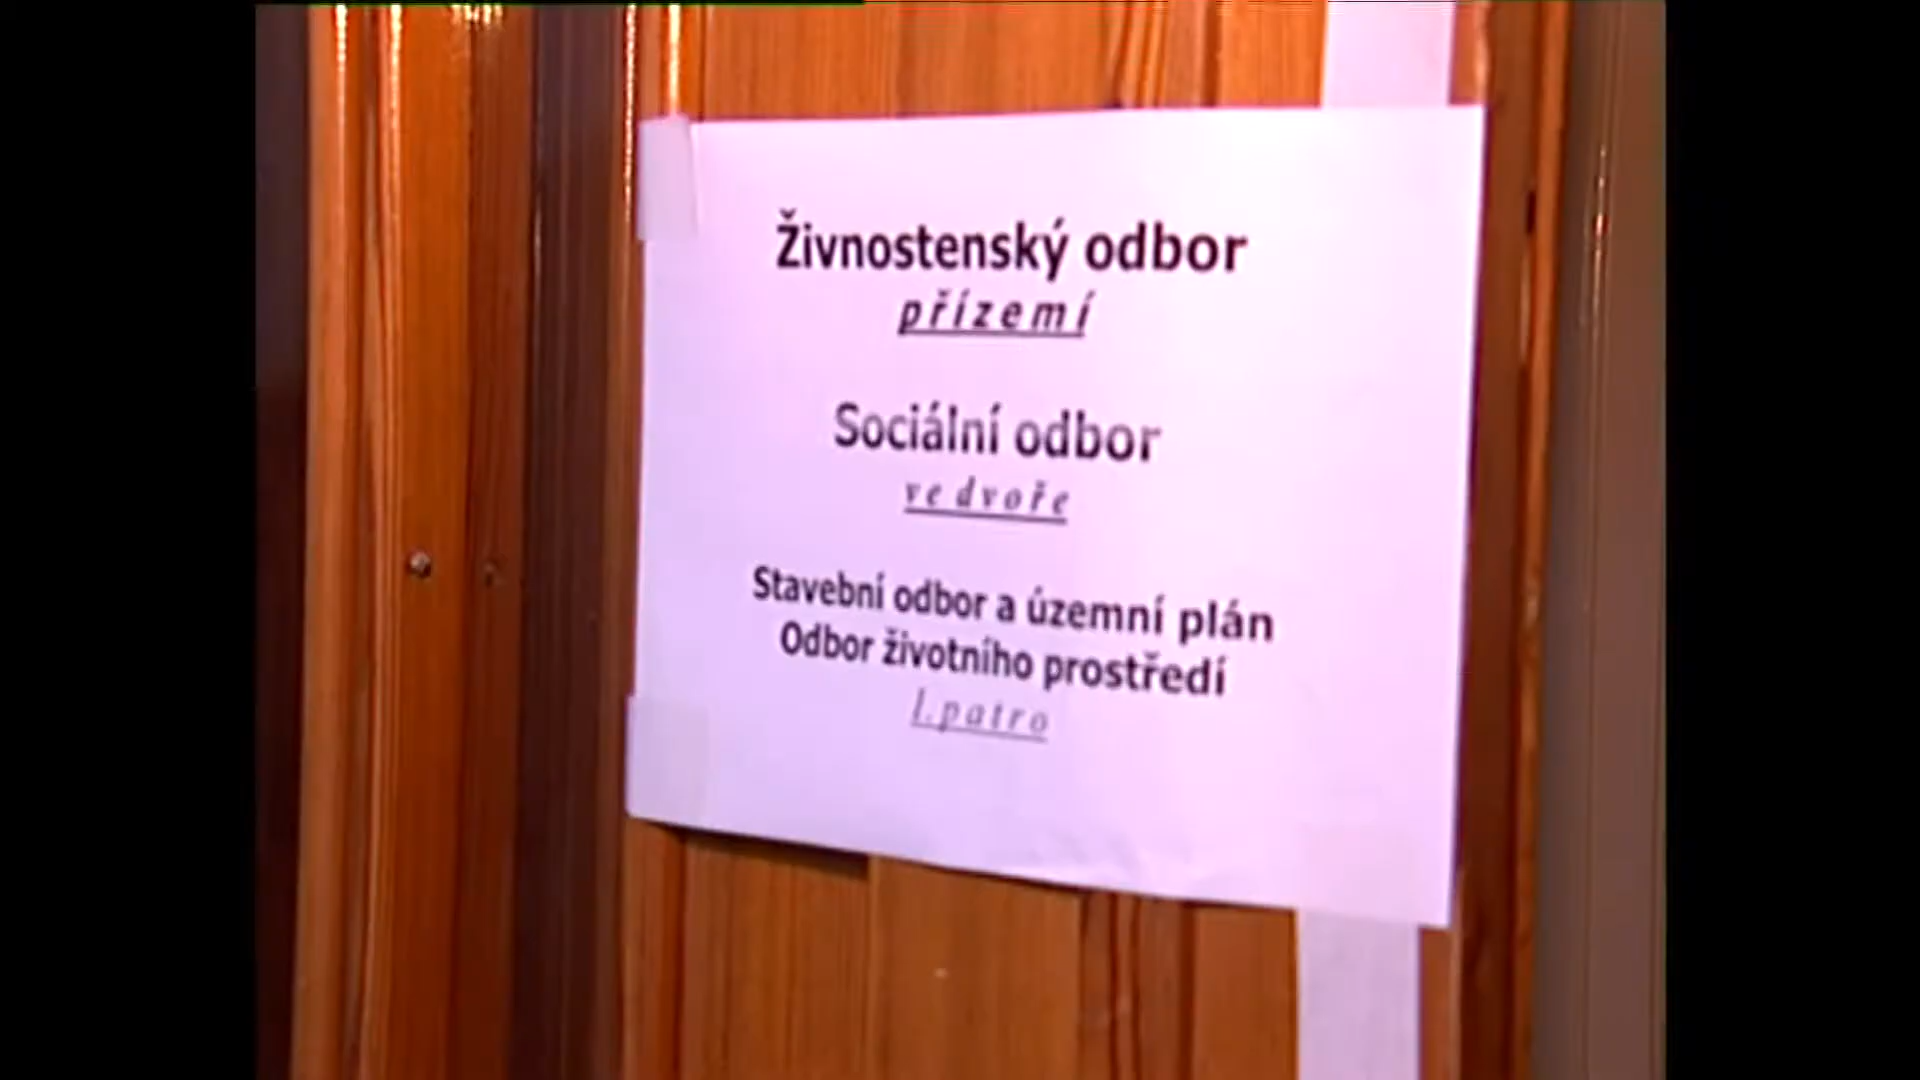 Živnostenský odbor
přízemí
Sociální odbor
ve dvoře
Stavební odbor a územní plán
Odbor životního prostředí
I. patro